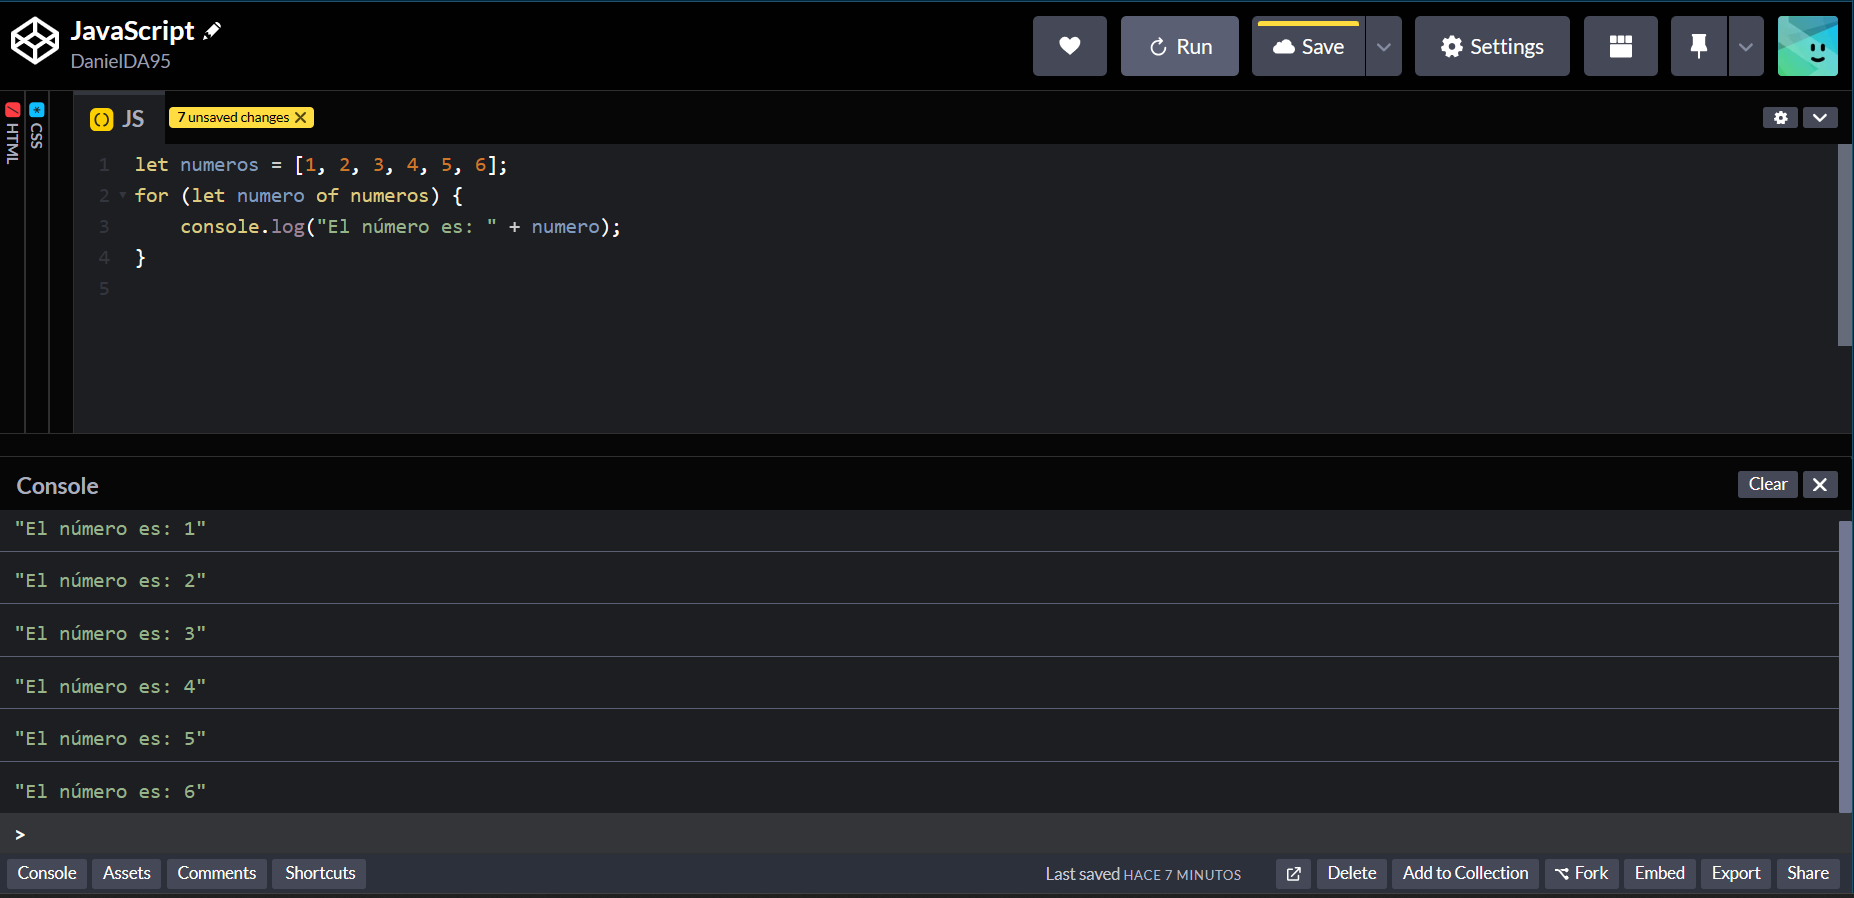 JavaScript
DanielDA95
Run
Save
Settings
HTML
CSS
JS
7 unsaved changes
1 let numeros = [1, 2, 3, 4, 5, 6];
2 for (let numero of numeros) {
3 console.log("El número es: " + numero);
4 }
5
Console
Clear
"El número es: 1"
"El número es: 2"
"El número es: 3"
"El número es: 4"
"El número es: 5"
"El número es: 6"
>
Console Assets Comments Shortcuts Last saved HACE 7 MINUTOS Delete Add to Collection Fork Embed Export Share